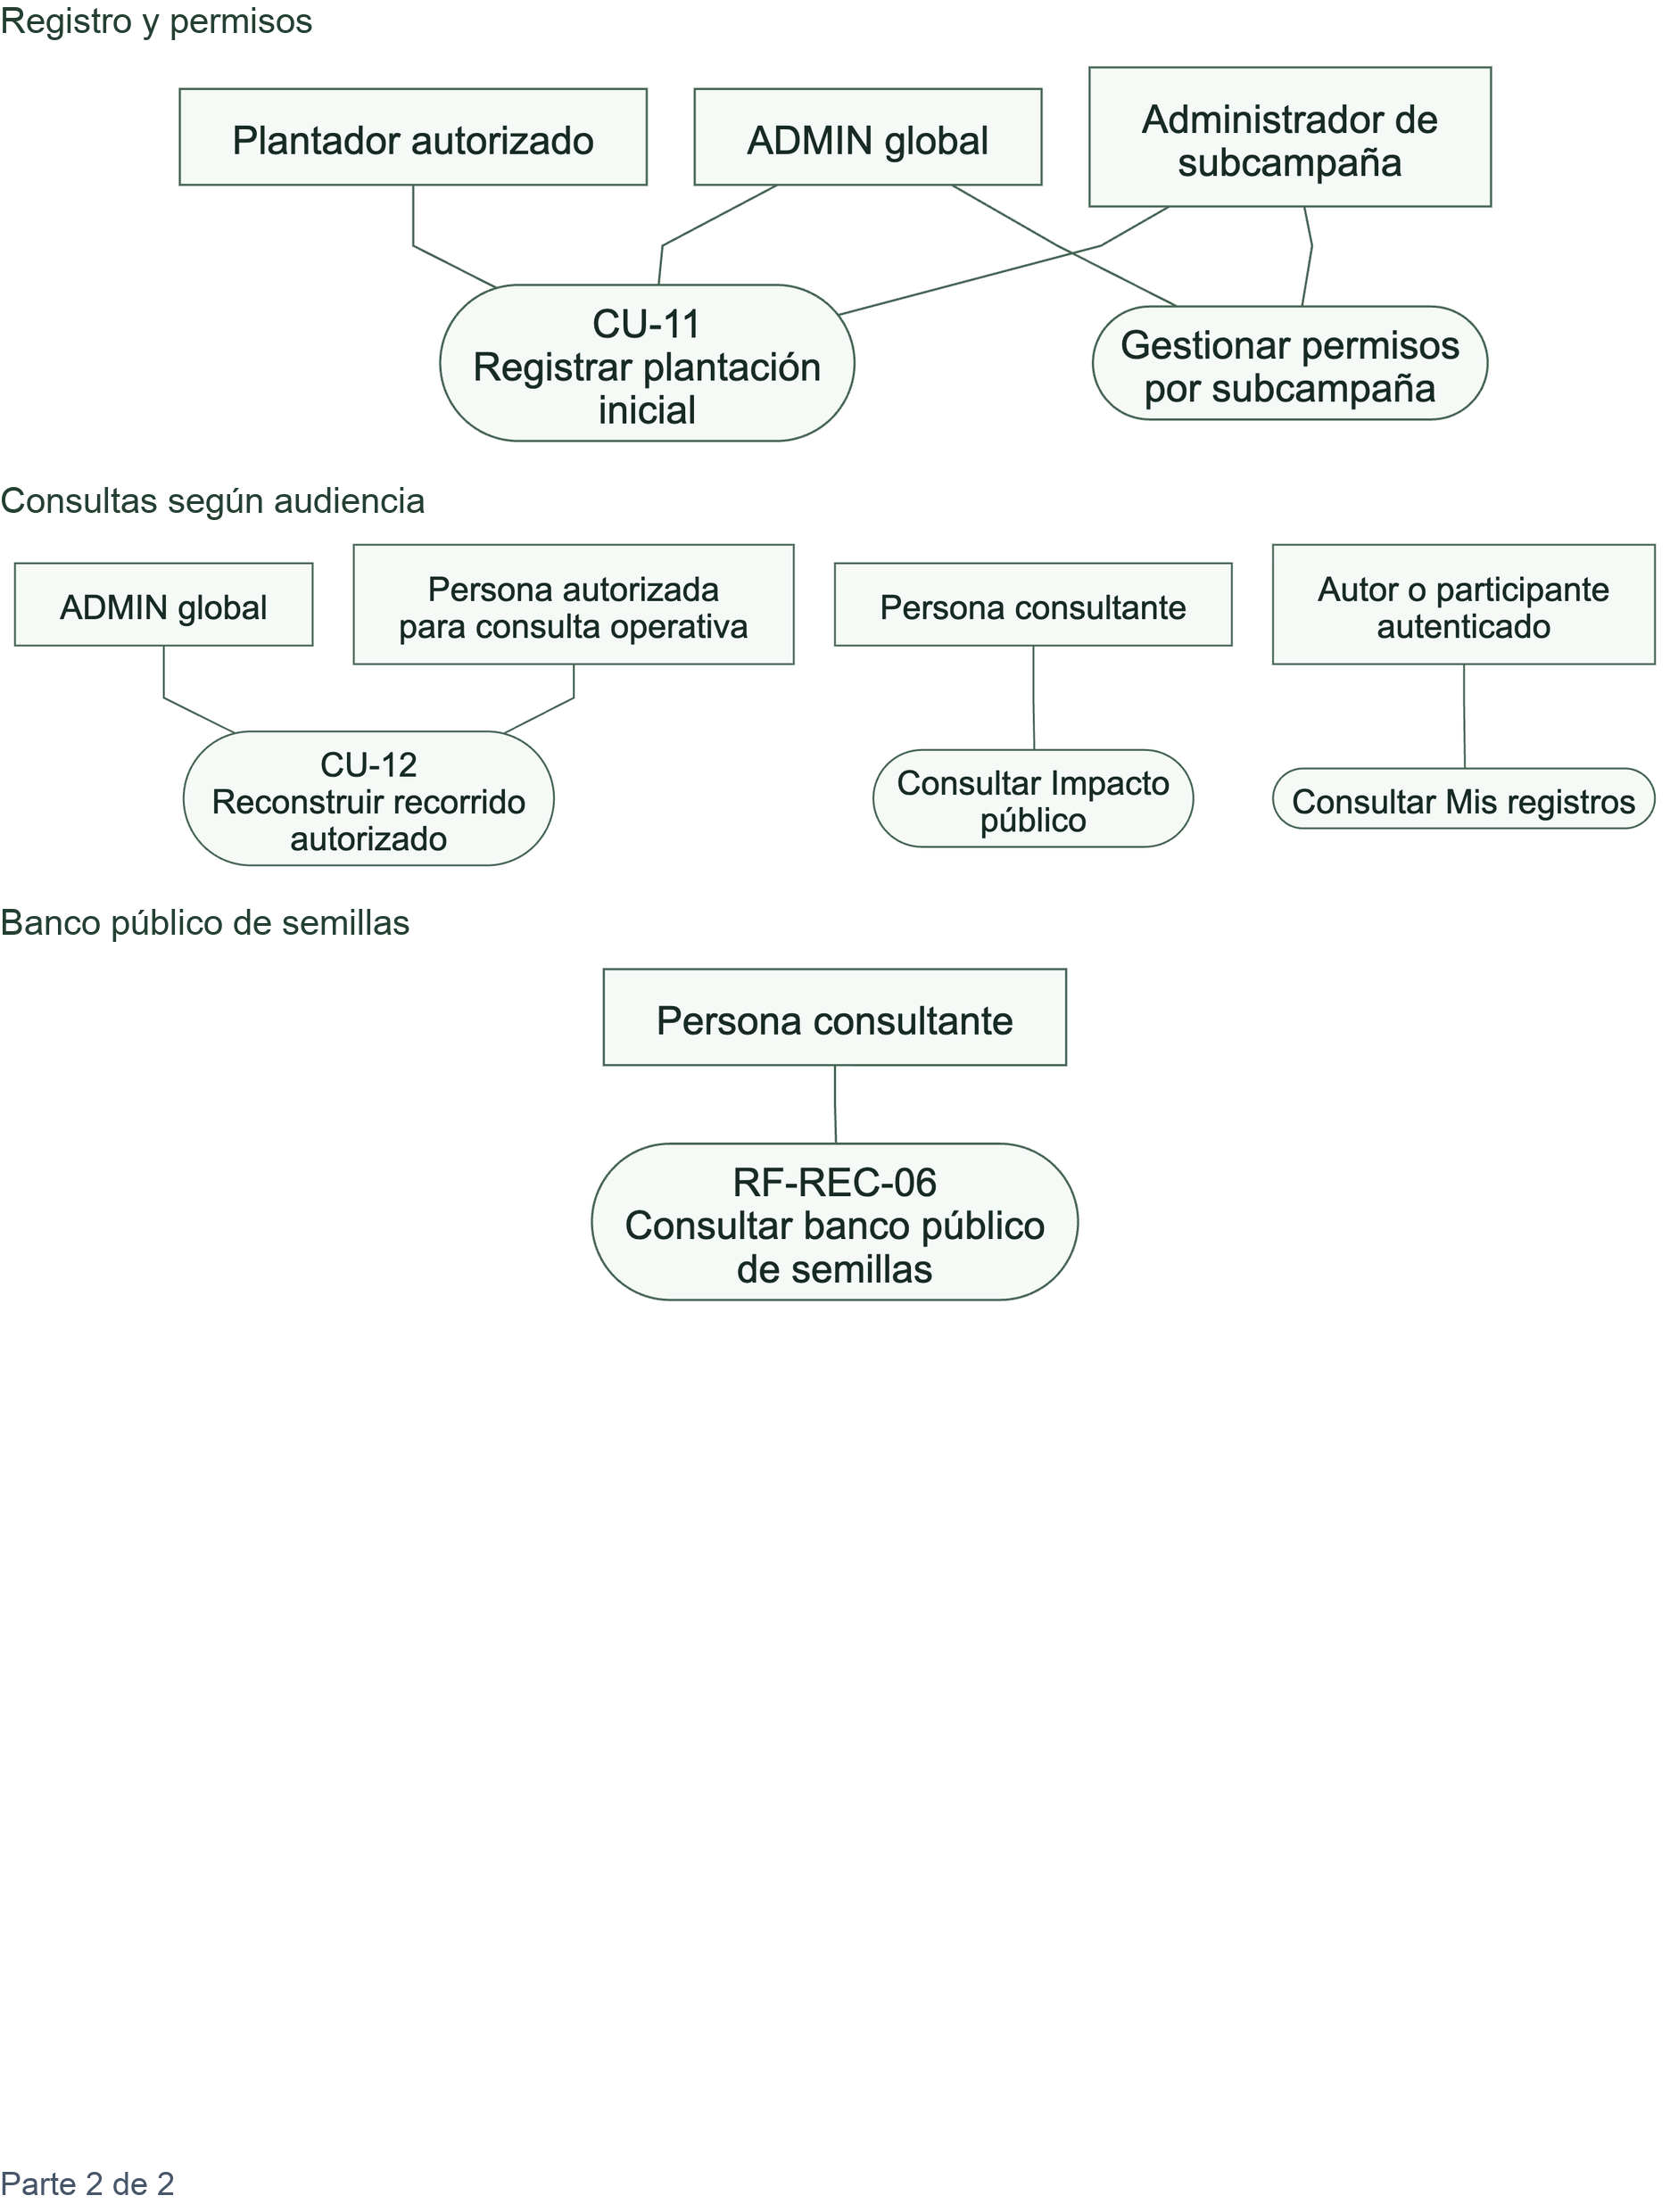 Registro y permisos
Plantador autorizado
ADMIN global
Administrador de
subcampaña
CU-11
Registrar plantación
inicial
Gestionar permisos
por subcampaña
Consultas según audiencia
ADMIN global
Persona autorizada
para consulta operativa
Persona consultante
Autor o participante
autenticado
CU-12
Reconstruir recorrido
autorizado
Consultar Impacto
público
Consultar Mis registros
Banco público de semillas
Persona consultante
RF-REC-06
Consultar banco público
de semillas
Parte 2 de 2